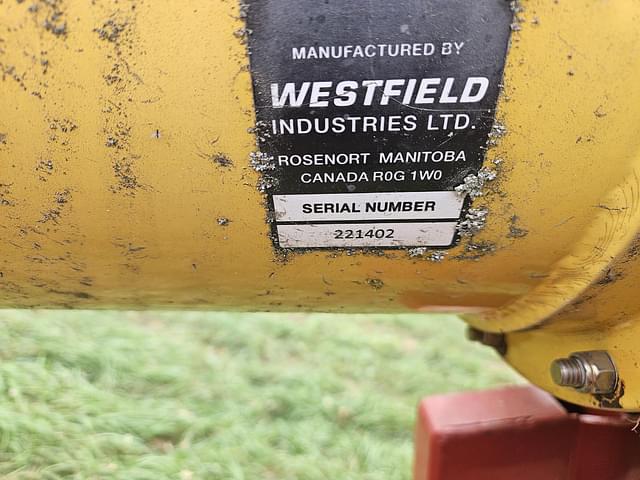 MANUFACTURED BY
WESTFIELD
INDUSTRIES LTD.
ROSENORT MANITOBA
CANADA R0G 1W0
SERIAL NUMBER
221402